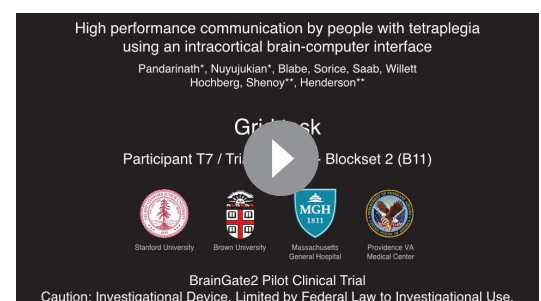 High performance communication by people with tetraplegia
using an intracortical brain-computer interface
Pandarinath*, Nuyujukian*, Blabe, Sorice, Saab, Willett
Hochberg, Shenoy**, Henderson**
Participant T7 / - Blockset 2 (B11)
MGH
1811
Stanford University
Brown University
Massachusetts
General Hospital
Providence VA
Medical Center
BrainGate2 Pilot Clinical Trial
Caution: Investigational Device. Limited by Federal Law to Investigational Use.